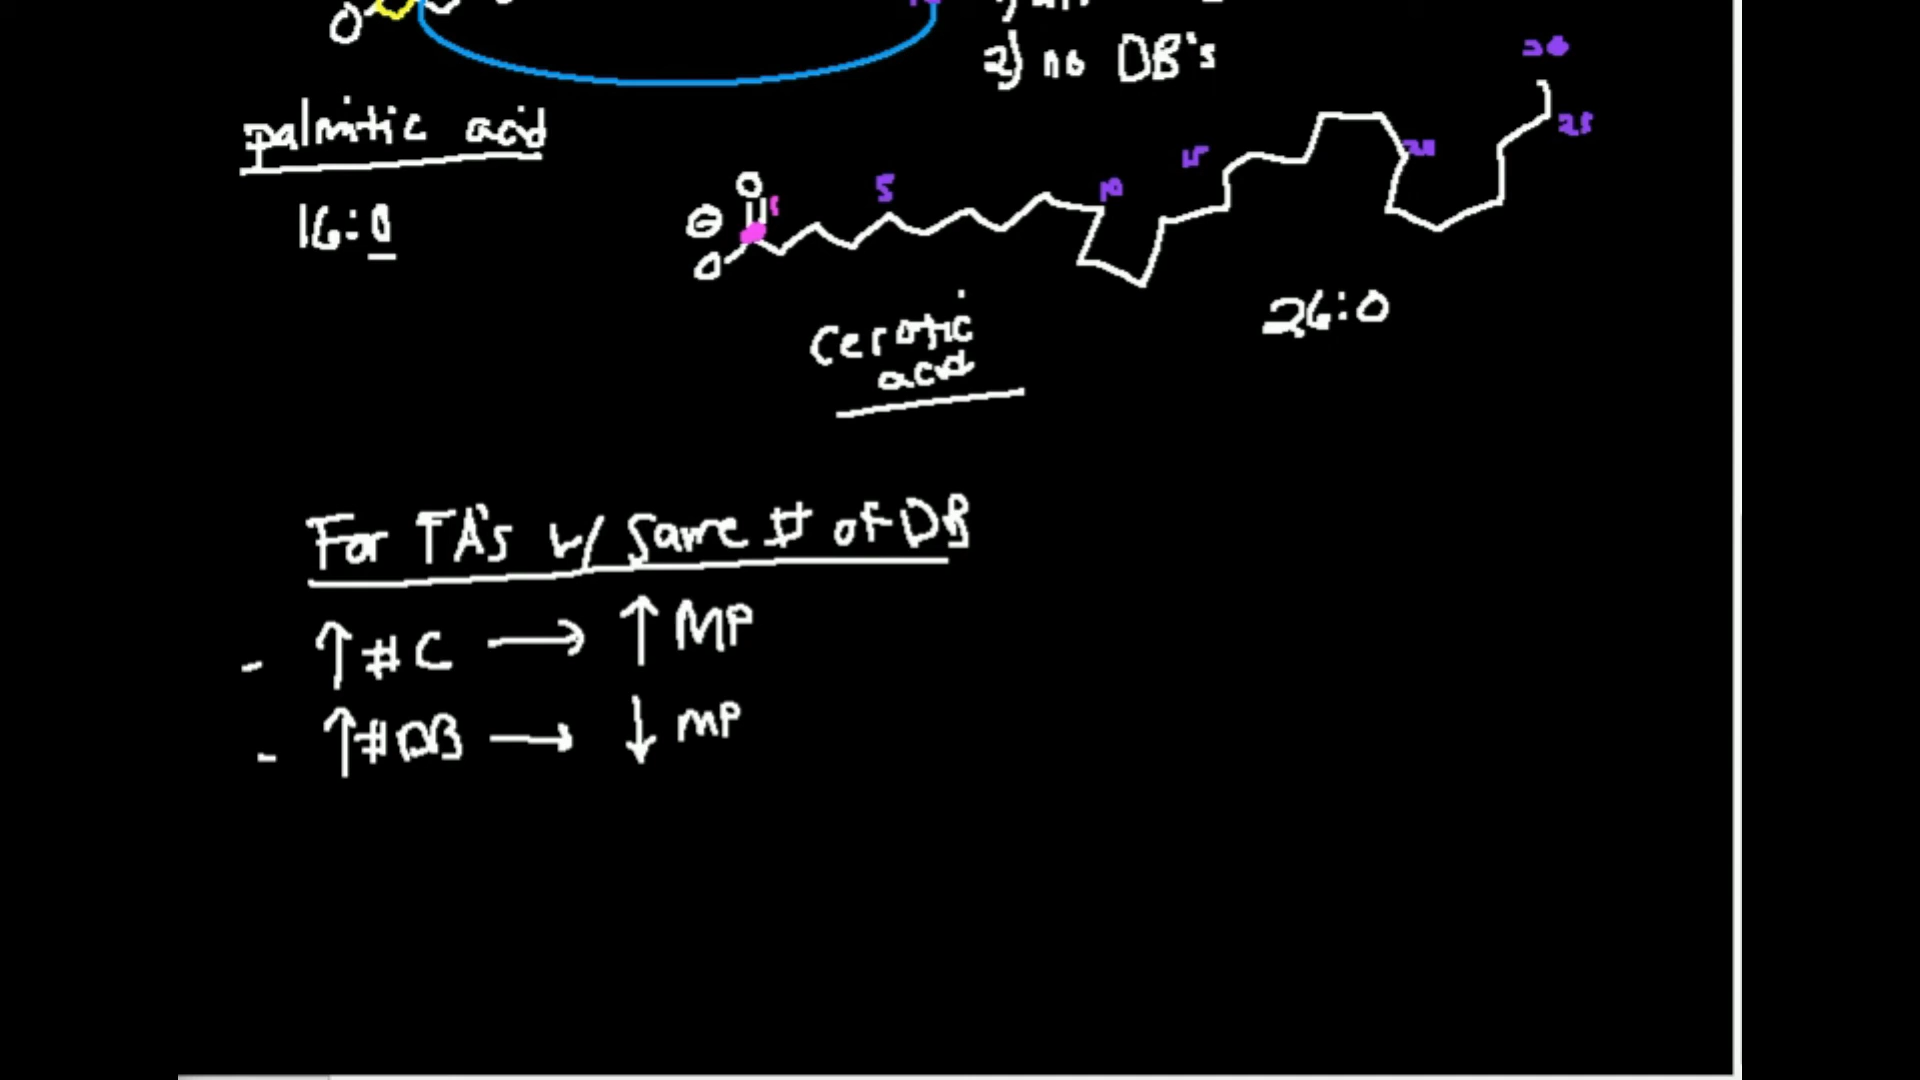 O
2) no DB's
palmitic acid
16:0
26
25
20
15
10
5
1
O
⊖
O
Cerotic
acid
26:0
For FA's w/ Same # of DB
- ↑ # C → ↑ MP
- ↑ # DB → ↓ MP